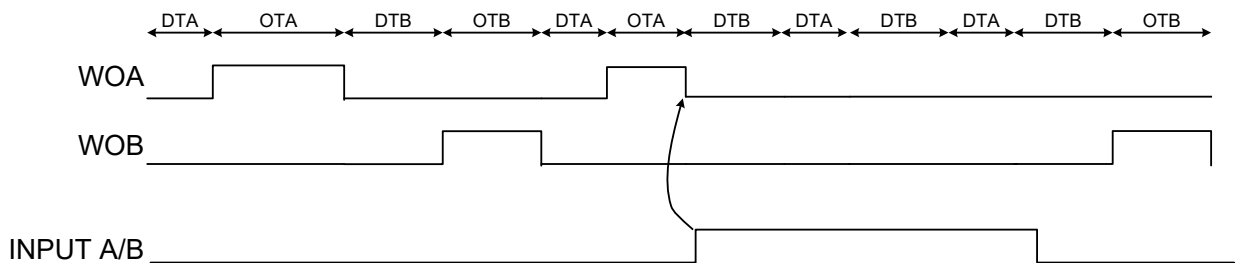 DTA OTA DTB OTB DTA OTA DTB DTA DTB DTA DTB OTB
WOA
WOB
INPUT A/B